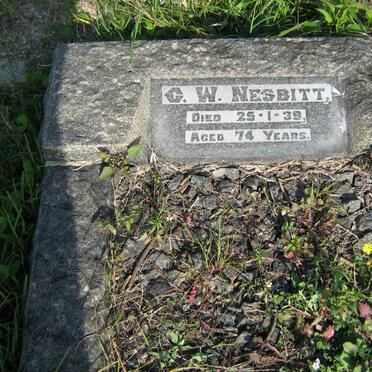 G. W. NESBITT,
DIED 25-1-39,
AGED 74 YEARS.